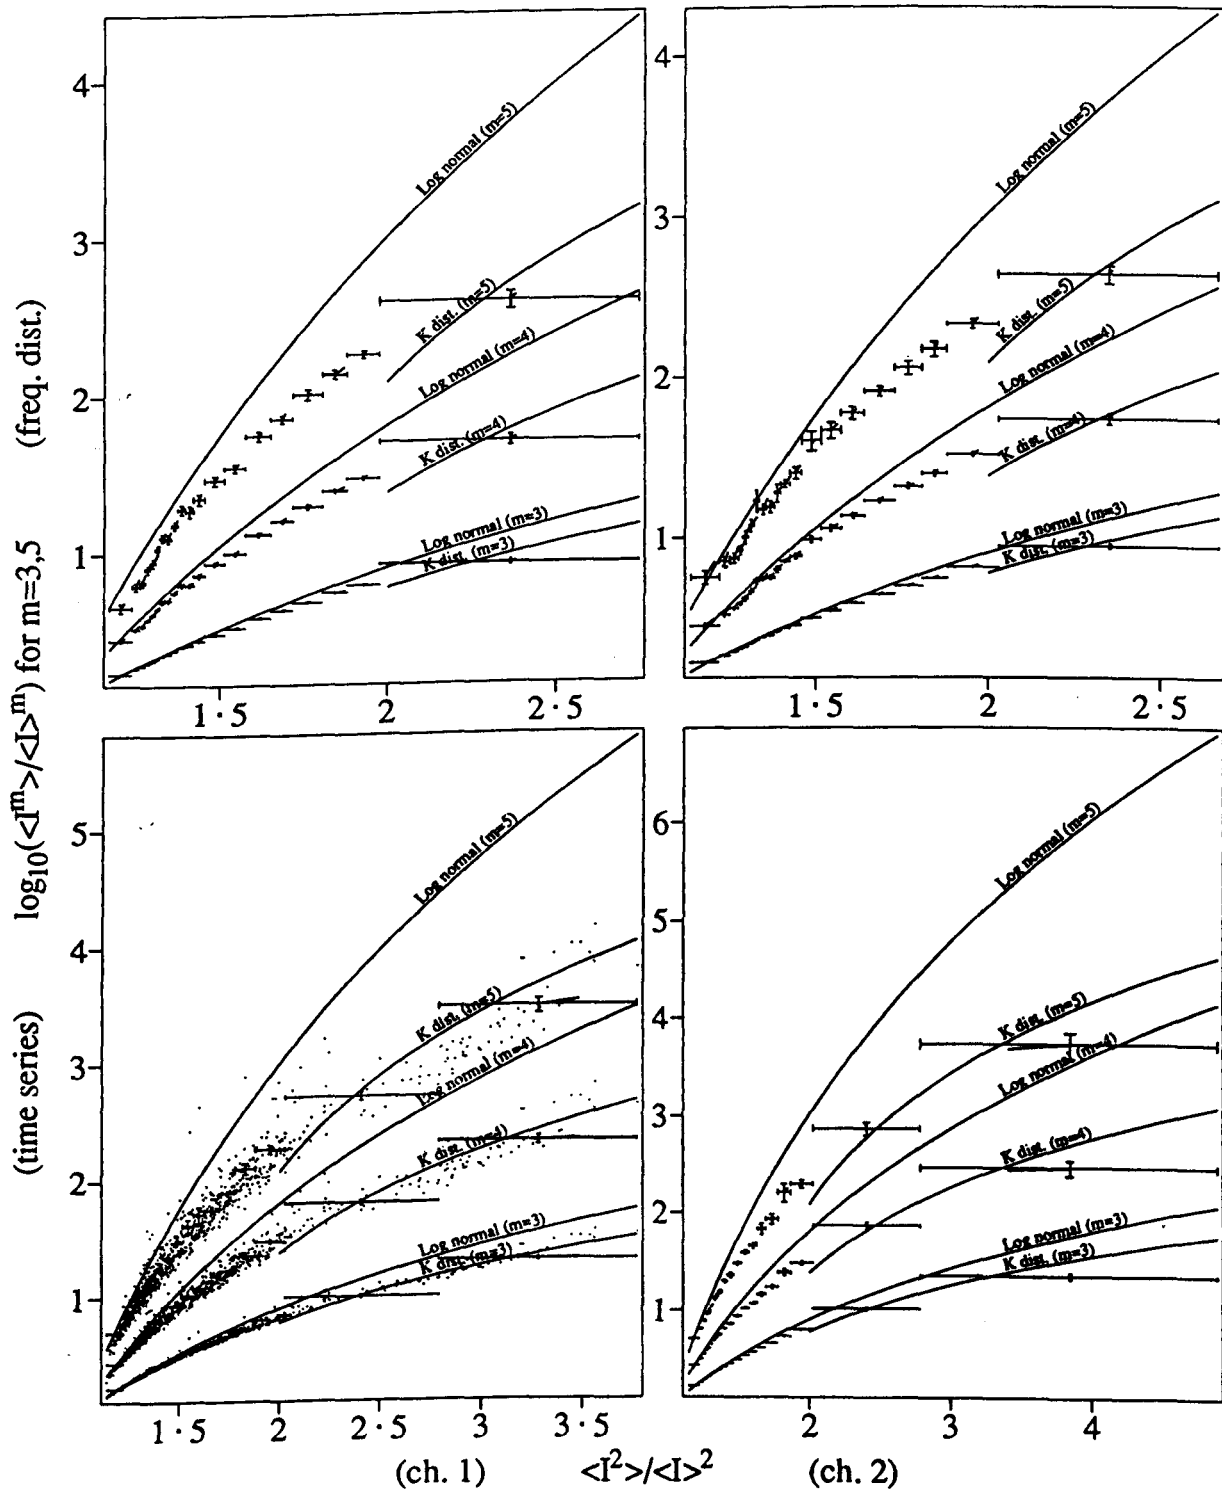 4
3
2
1
Log normal (m=5)
K dist. (m=5)
Log normal (m=4)
K dist. (m=4)
Log normal (m=3)
K dist. (m=3)
1·5
2
2·5
4
3
2
1
Log normal (m=5)
K dist. (m=5)
Log normal (m=4)
K dist. (m=4)
Log normal (m=3)
K dist. (m=3)
1·5
2
2·5
(time series) log₁₀(<Iᵐ>/<I>ᵐ) for m=3,5 (freq. dist.)
5
4
3
2
1
Log normal (m=5)
K dist. (m=5)
Log normal (m=4)
K dist. (m=4)
Log normal (m=3)
K dist. (m=3)
1·5
2
2·5
3
3·5
6
5
4
3
2
1
Log normal (m=5)
K dist. (m=5)
Log normal (m=4)
K dist. (m=4)
Log normal (m=3)
K dist. (m=3)
2
3
4
(ch. 1) <I²>/<I>² (ch. 2)